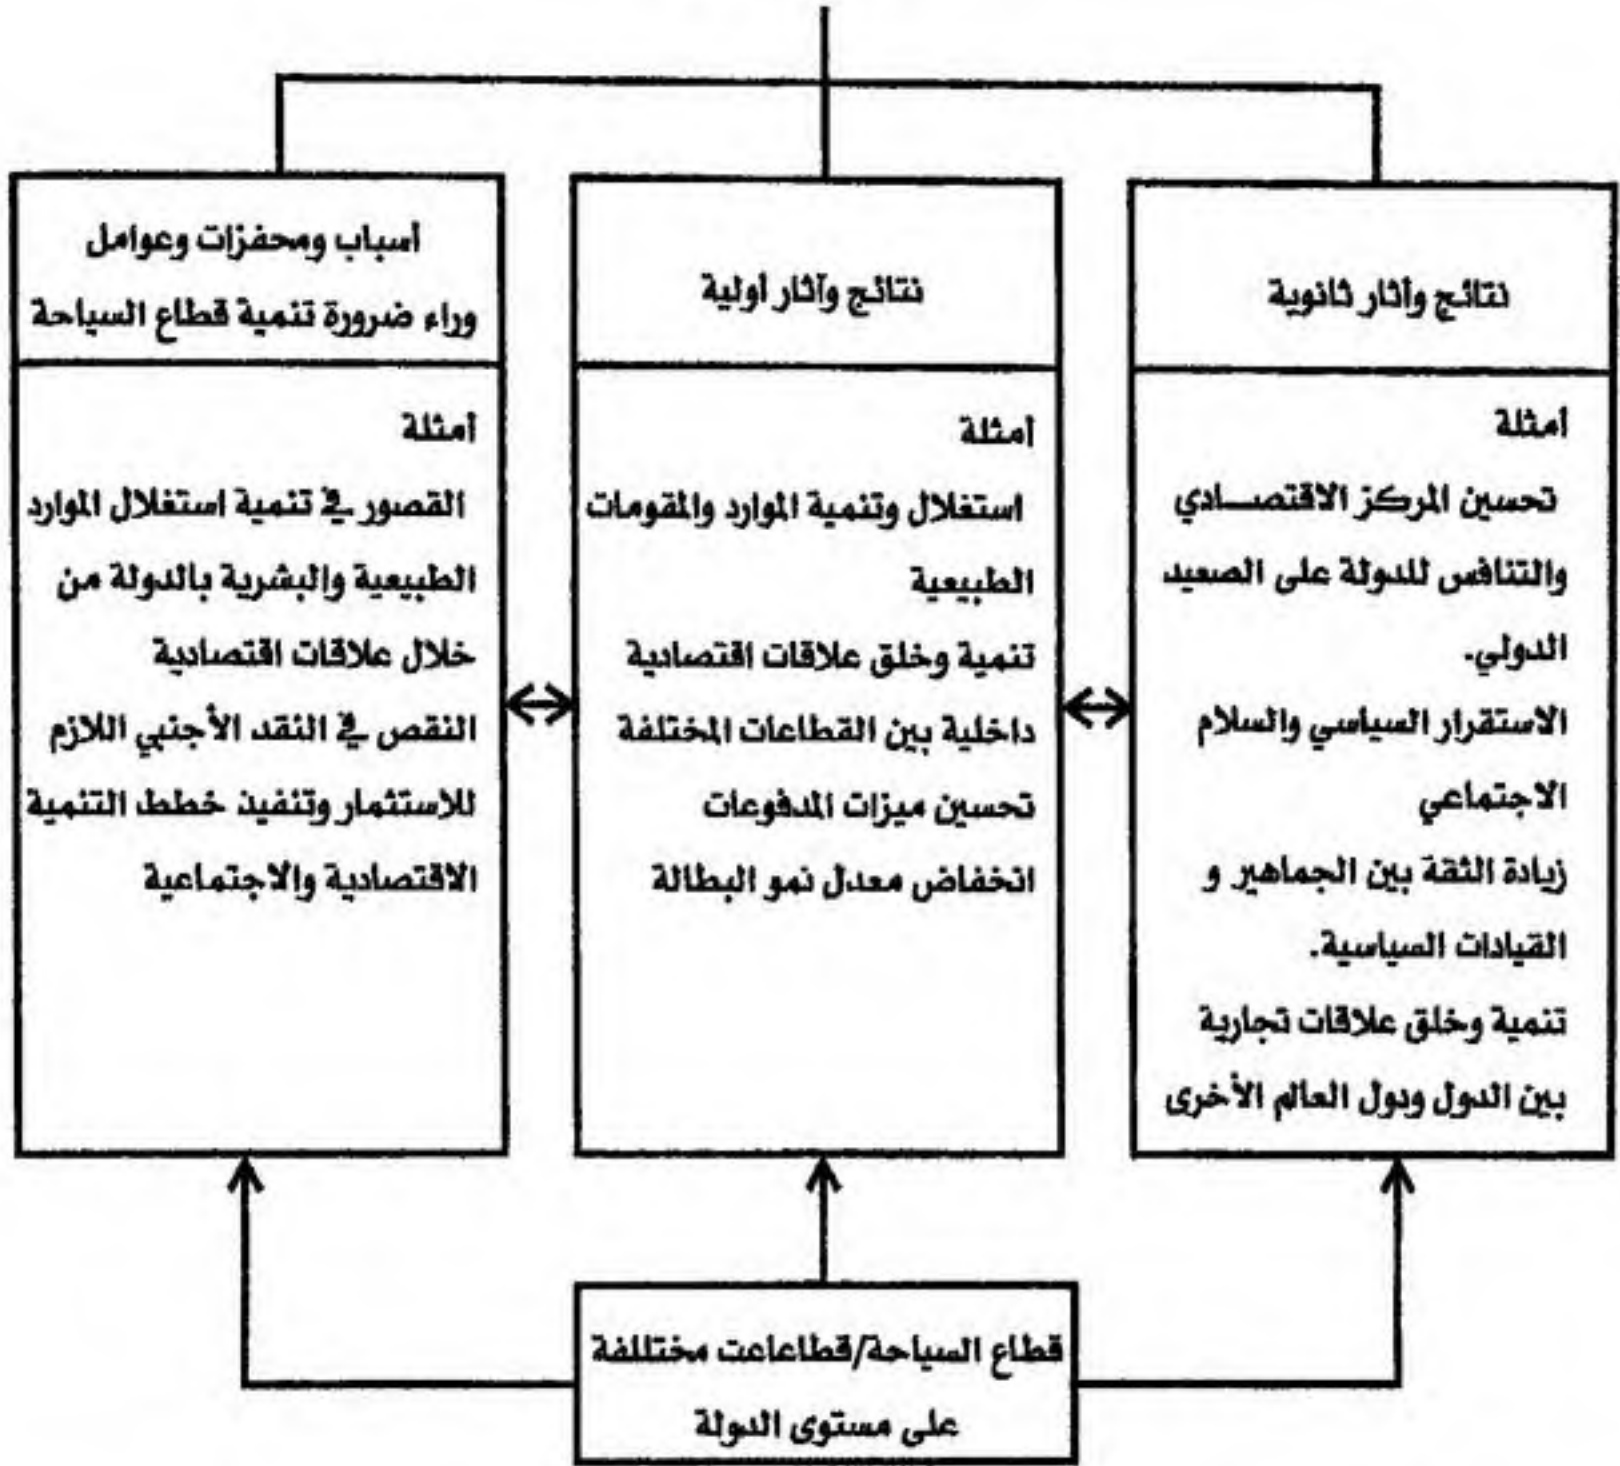 نتائج وآثار ثانوية
أمثلة
تحسين المركز الاقتصادي
والتنافس للدولة على الصعيد
الدولي.
الاستقرار السياسي والسلام
الاجتماعي
زيادة الثقة بين الجماهير و
القيادات السياسية.
تنمية وخلق علاقات تجارية
بين الدول ودول العالم الأخرى
نتائج وآثار أولية
أمثلة
استغلال وتنمية الموارد والمقومات
الطبيعية
تنمية وخلق علاقات اقتصادية
داخلية بين القطاعات المختلفة
تحسين ميزات المدفوعات
انخفاض معدل نمو البطالة
أسباب ومحفزات وعوامل
وراء ضرورة تنمية قطاع السياحة
أمثلة
القصور في تنمية استغلال الموارد
الطبيعية والبشرية بالدولة من
خلال علاقات اقتصادية
النقص في النقد الأجنبي اللازم
للاستثمار وتنفيذ خطط التنمية
الاقتصادية والاجتماعية
قطاع السياحة/قطاعاعت مختللفة
على مستوى الدولة